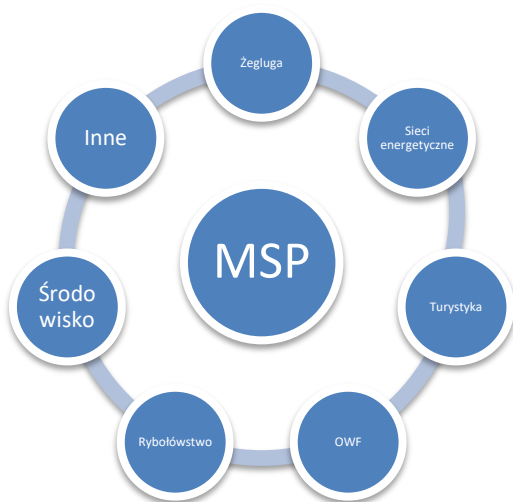 Żegluga
Sieci
energetyczne
Turystyka
OWF
Rybołówstwo
Środo
wisko
Inne
MSP